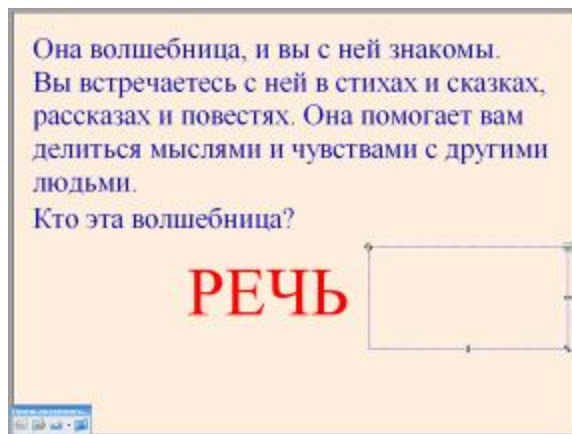 Она волшебница, и вы с ней знакомы.
Вы встречаетесь с ней в стихах и сказках,
рассказах и повестях. Она помогает вам
делиться мыслями и чувствами с другими
людьми.
Кто эта волшебница?
РЕЧЬ